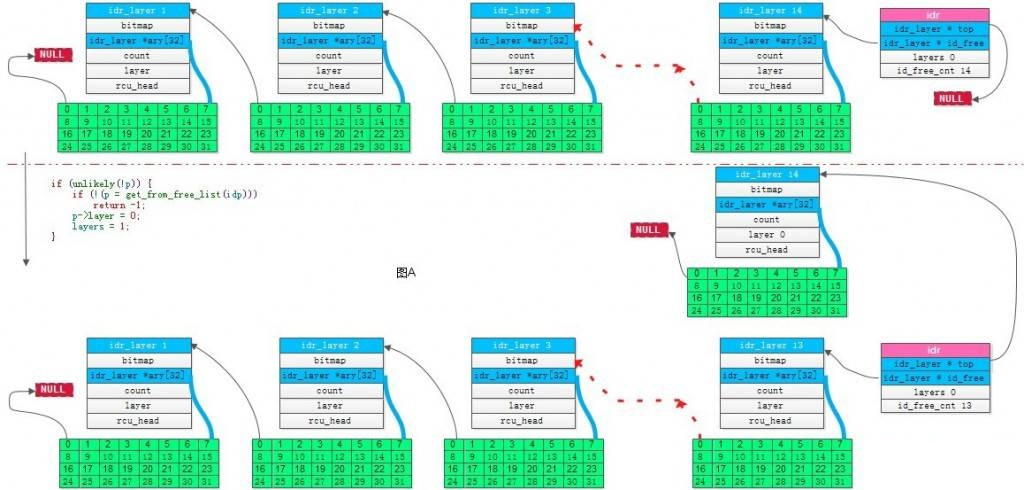 idr_layer 1
bitmap
idr_layer *ary[32]
count
layer
rcu_head
NULL
0 1 2 3 4 5 6 7
8 9 10 11 12 13 14 15
16 17 18 19 20 21 22 23
24 25 26 27 28 29 30 31
idr_layer 2
bitmap
idr_layer *ary[32]
count
layer
rcu_head
0 1 2 3 4 5 6 7
8 9 10 11 12 13 14 15
16 17 18 19 20 21 22 23
24 25 26 27 28 29 30 31
idr_layer 3
bitmap
idr_layer *ary[32]
count
layer
rcu_head
0 1 2 3 4 5 6 7
8 9 10 11 12 13 14 15
16 17 18 19 20 21 22 23
24 25 26 27 28 29 30 31
idr_layer 14
bitmap
idr_layer *ary[32]
count
layer
rcu_head
0 1 2 3 4 5 6 7
8 9 10 11 12 13 14 15
16 17 18 19 20 21 22 23
24 25 26 27 28 29 30 31
idr
idr_layer * top
idr_layer * id_free
layers 0
id_free_cnt 14
NULL
if (unlikely(!p)) {
if (!(p = get_from_free_list(idp)))
return -1;
p->layer = 0;
layers = 1;
}
图A
idr_layer 14
bitmap
idr_layer *ary[32]
count
layer 0
rcu_head
NULL
0 1 2 3 4 5 6 7
8 9 10 11 12 13 14 15
16 17 18 19 20 21 22 23
24 25 26 27 28 29 30 31
idr_layer 1
bitmap
idr_layer *ary[32]
count
layer
rcu_head
NULL
0 1 2 3 4 5 6 7
8 9 10 11 12 13 14 15
16 17 18 19 20 21 22 23
24 25 26 27 28 29 30 31
idr_layer 2
bitmap
idr_layer *ary[32]
count
layer
rcu_head
0 1 2 3 4 5 6 7
8 9 10 11 12 13 14 15
16 17 18 19 20 21 22 23
24 25 26 27 28 29 30 31
idr_layer 3
bitmap
idr_layer *ary[32]
count
layer
rcu_head
0 1 2 3 4 5 6 7
8 9 10 11 12 13 14 15
16 17 18 19 20 21 22 23
24 25 26 27 28 29 30 31
idr_layer 13
bitmap
idr_layer *ary[32]
count
layer
rcu_head
0 1 2 3 4 5 6 7
8 9 10 11 12 13 14 15
16 17 18 19 20 21 22 23
24 25 26 27 28 29 30 31
idr
idr_layer * top
idr_layer * id_free
layers 0
id_free_cnt 13